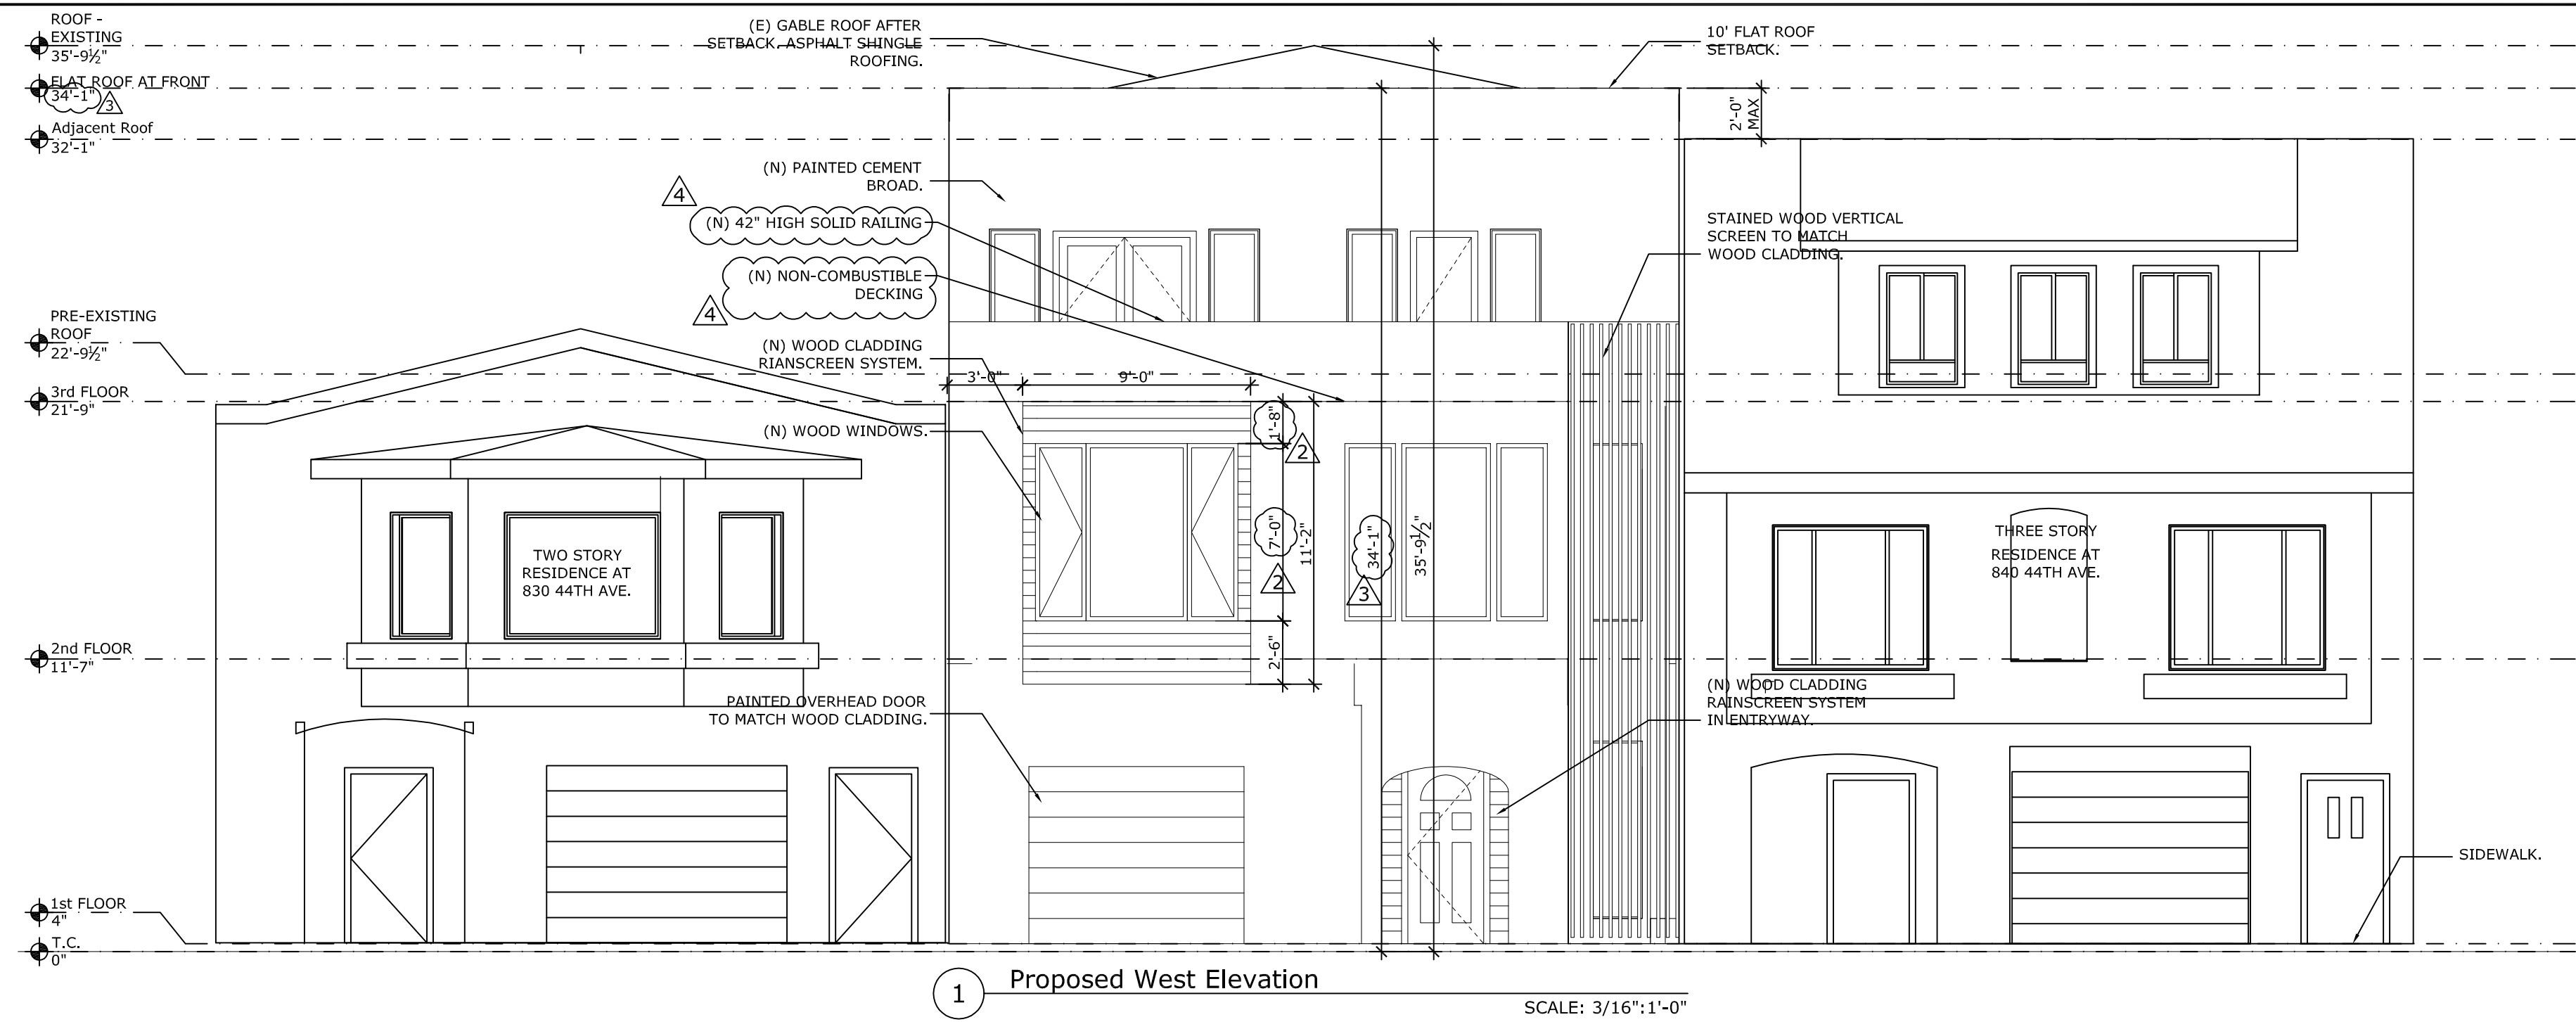 ROOF -
EXISTING
35'-9½"
FLAT ROOF AT FRONT
34'-1"
3
Adjacent Roof
32'-1"
PRE-EXISTING
ROOF
22'-9½"
3rd FLOOR
21'-9"
2nd FLOOR
11'-7"
1st FLOOR
4"
T.C.
0"
(E) GABLE ROOF AFTER
SETBACK. ASPHALT SHINGLE
ROOFING.
(N) PAINTED CEMENT
BROAD.
4
(N) 42" HIGH SOLID RAILING
(N) NON-COMBUSTIBLE
DECKING
4
(N) WOOD CLADDING
RIANSCREEN SYSTEM.
(N) WOOD WINDOWS.
PAINTED OVERHEAD DOOR
TO MATCH WOOD CLADDING.
TWO STORY
RESIDENCE AT
830 44TH AVE.
3'-0"
9'-0"
1'-8"
2
7'-0"
2
11'-2"
2'-6"
34'-1"
3
35'-9½"
10' FLAT ROOF
SETBACK.
2'-0"
MAX
STAINED WOOD VERTICAL
SCREEN TO MATCH
WOOD CLADDING.
THREE STORY
RESIDENCE AT
840 44TH AVE.
(N) WOOD CLADDING
RAINSCREEN SYSTEM
IN ENTRYWAY.
SIDEWALK.
1
Proposed West Elevation
SCALE: 3/16":1'-0"